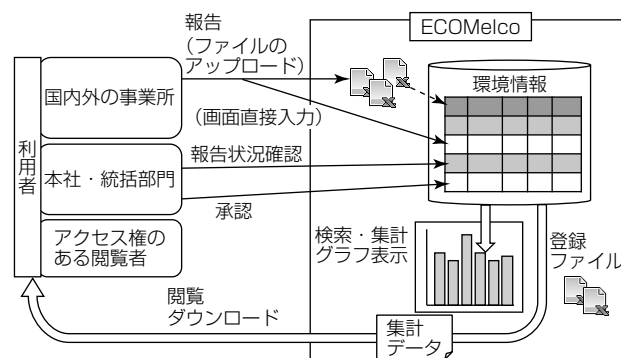 報告
(ファイルの
アップロード)
ECOMelco
国内外の事業所
環境情報
(画面直接入力)
利用者
報告状況確認
本社・統括部門
承認
アクセス権の
ある閲覧者
検索・集計
グラフ表示
登録
ファイル
閲覧
ダウンロード
集計
データ